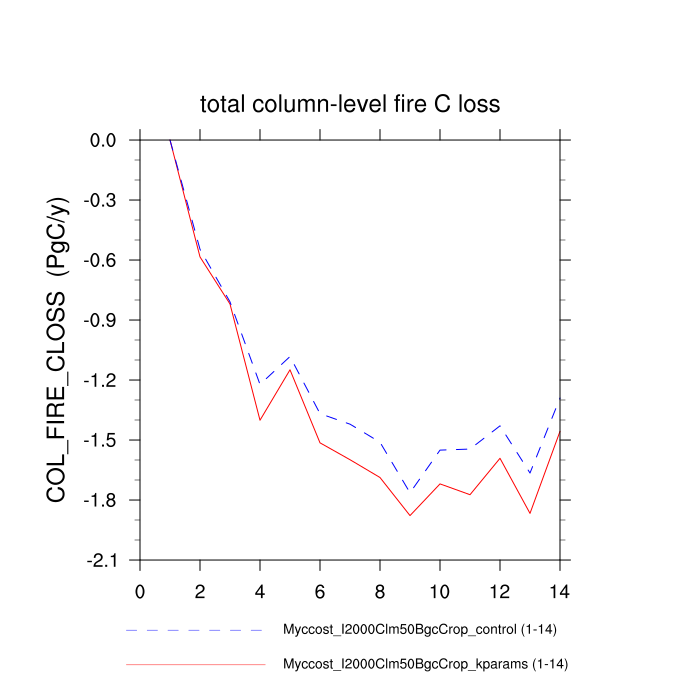 total column-level fire C loss
COL_FIRE_CLOSS (PgC/y)
0.0
-0.3
-0.6
-0.9
-1.2
-1.5
-1.8
-2.1
0 2 4 6 8 10 12 14
Myccost_I2000Clm50BgcCrop_control (1-14)
Myccost_I2000Clm50BgcCrop_kparams (1-14)